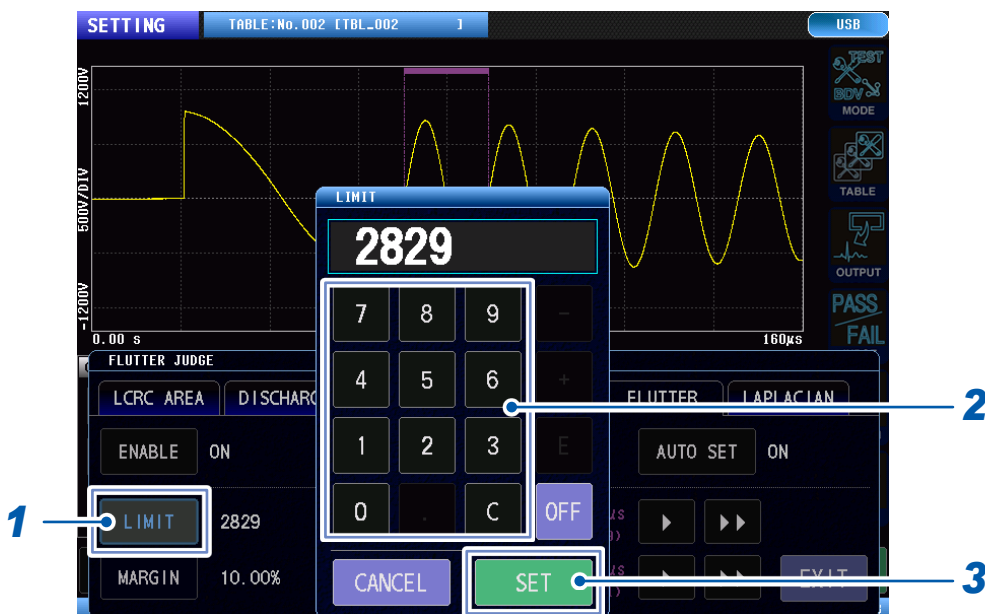 SETTING
TABLE:No.002 [TBL_002 ]
USB
1200V
500V/DIV
-1200V
0.00 s
160µs
TEST
BDV
MODE
TABLE
OUTPUT
PASS
FAIL
LIMIT
2829
7 8 9 -
4 5 6 +
1 2 3 E
0 . C OFF
CANCEL SET
FLUTTER JUDGE
LCRC AREA DISCHARG FLUTTER LAPLACIAN
ENABLE ON AUTO SET ON
LIMIT 2829
MARGIN 10.00% EXIT
1
2
3